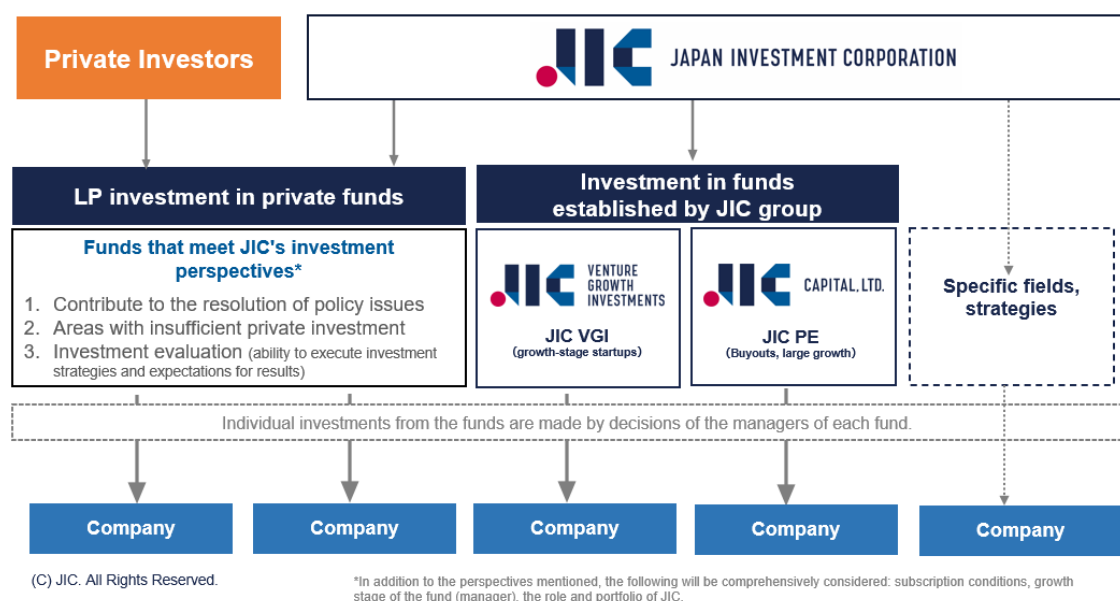 Private Investors
JIC JAPAN INVESTMENT CORPORATION
LP investment in private funds
Investment in funds
established by JIC group
Funds that meet JIC's investment
perspectives*
1. Contribute to the resolution of policy issues
2. Areas with insufficient private investment
3. Investment evaluation (ability to execute investment
strategies and expectations for results)
JIC VENTURE
GROWTH
INVESTMENTS
JIC VGI
(growth-stage startups)
JIC CAPITAL, LTD.
JIC PE
(Buyouts, large growth)
Specific fields,
strategies
Individual investments from the funds are made by decisions of the managers of each fund.
Company
Company
Company
Company
Company
(C) JIC. All Rights Reserved.
*In addition to the perspectives mentioned, the following will be comprehensively considered: subscription conditions, growth
stage of the fund (manager), the role and portfolio of JIC.